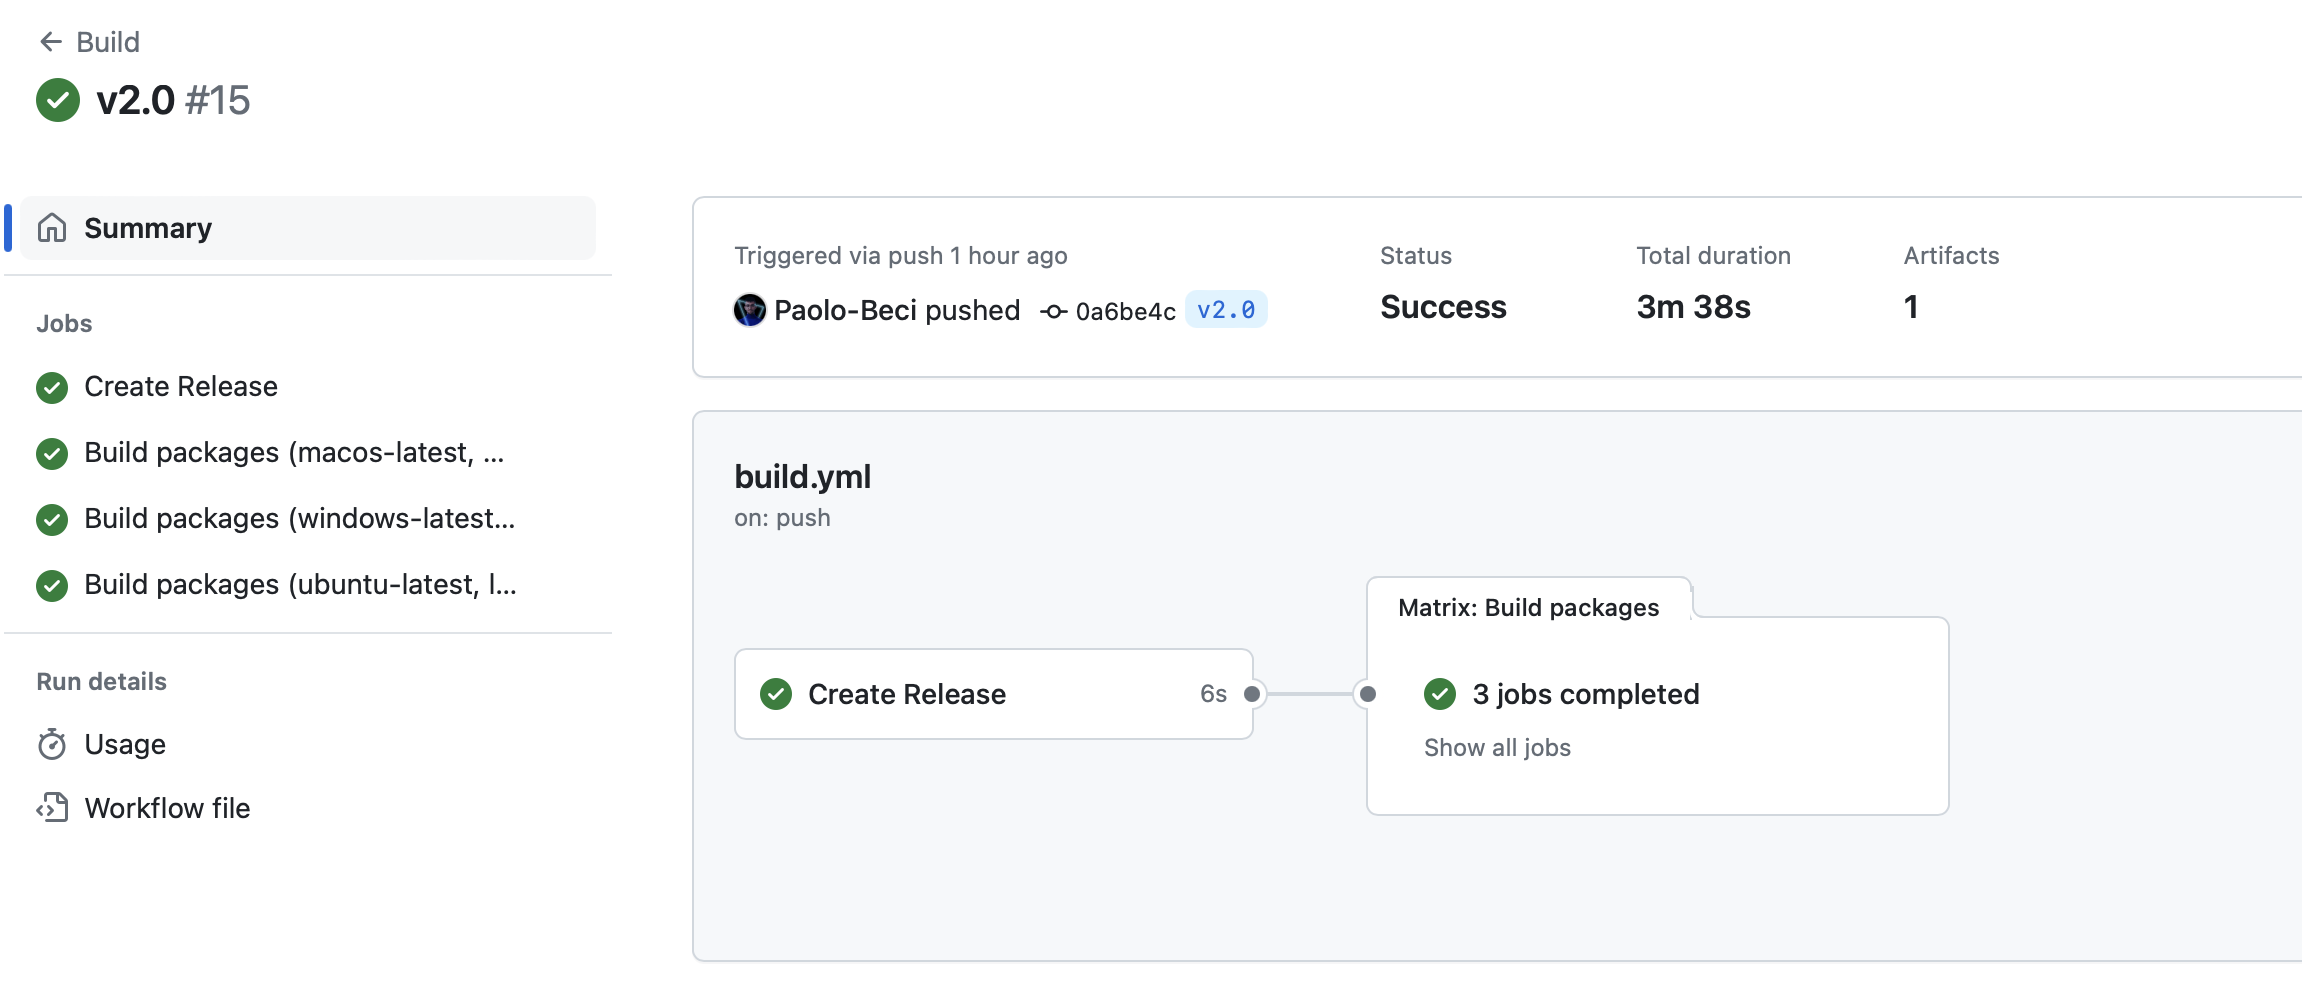 Build
v2.0 #15
Summary
Jobs
Create Release
Build packages (macos-latest, ...
Build packages (windows-latest...
Build packages (ubuntu-latest, l...
Run details
Usage
Workflow file
Triggered via push 1 hour ago
Paolo-Beci pushed 0a6be4c v2.0
Status
Success
Total duration
3m 38s
Artifacts
1
build.yml
on: push
Create Release 6s
Matrix: Build packages
3 jobs completed
Show all jobs